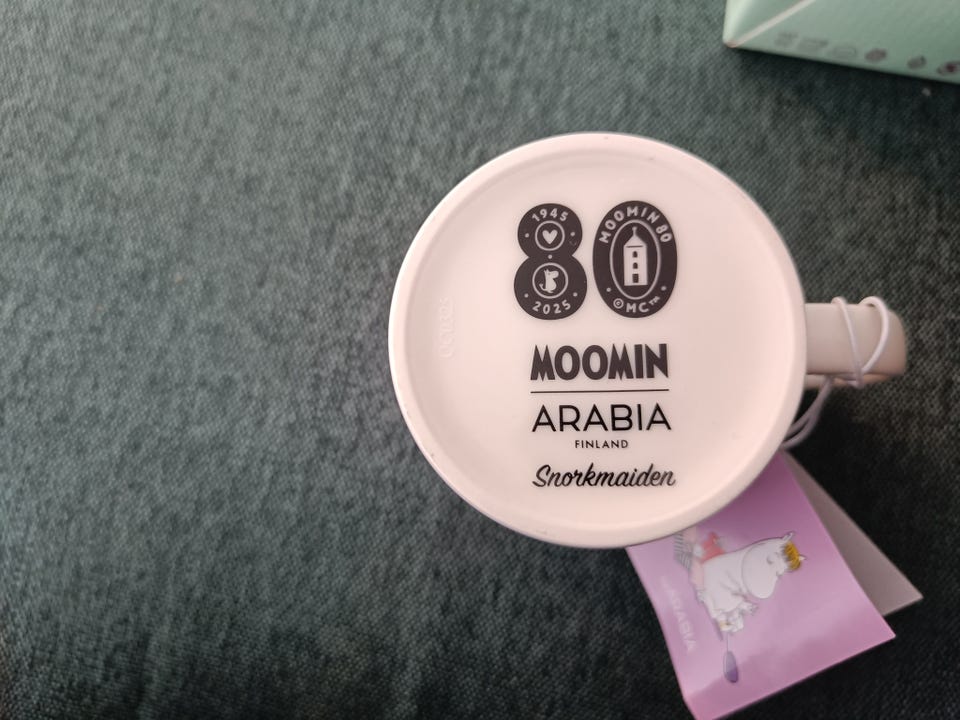 1945
2025
MOOMIN 80
©MC™
MOOMIN
ARABIA
FINLAND
Snorkmaiden
ARABIA